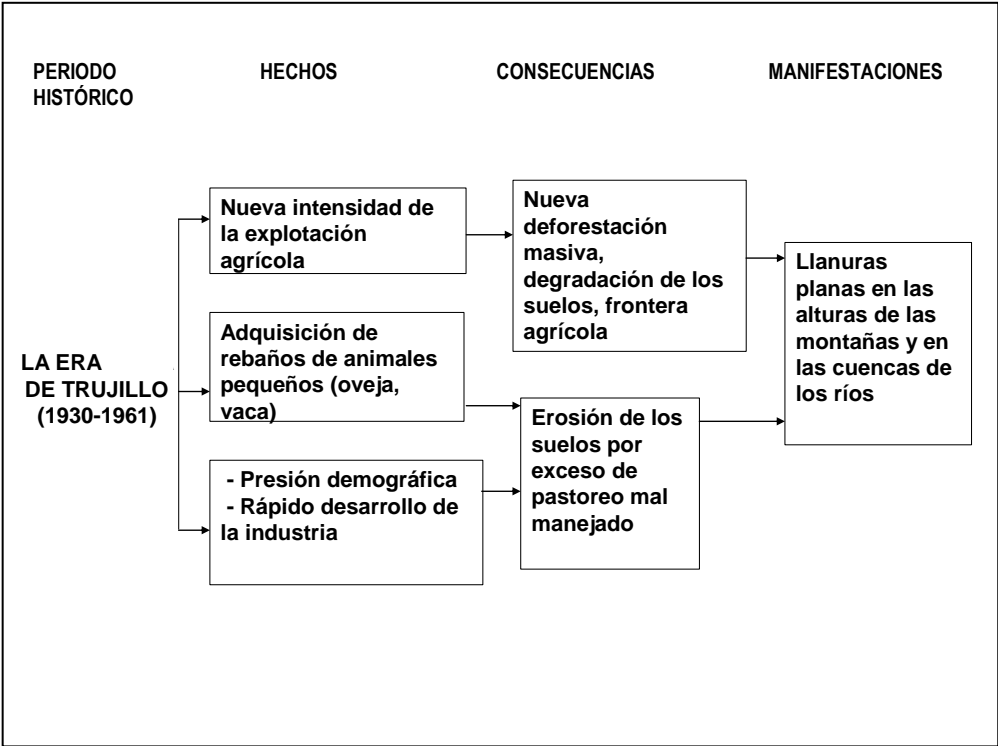 PERIODO
HISTÓRICO
HECHOS
CONSECUENCIAS
MANIFESTACIONES
LA ERA
DE TRUJILLO
(1930-1961)
Nueva intensidad de
la explotación
agrícola
Adquisición de
rebaños de animales
pequeños (oveja,
vaca)
- Presión demográfica
- Rápido desarrollo de
la industria
Nueva
deforestación
masiva,
degradación de los
suelos, frontera
agrícola
Erosión de los
suelos por
exceso de
pastoreo mal
manejado
Llanuras
planas en las
alturas de las
montañas y en
las cuencas de
los ríos